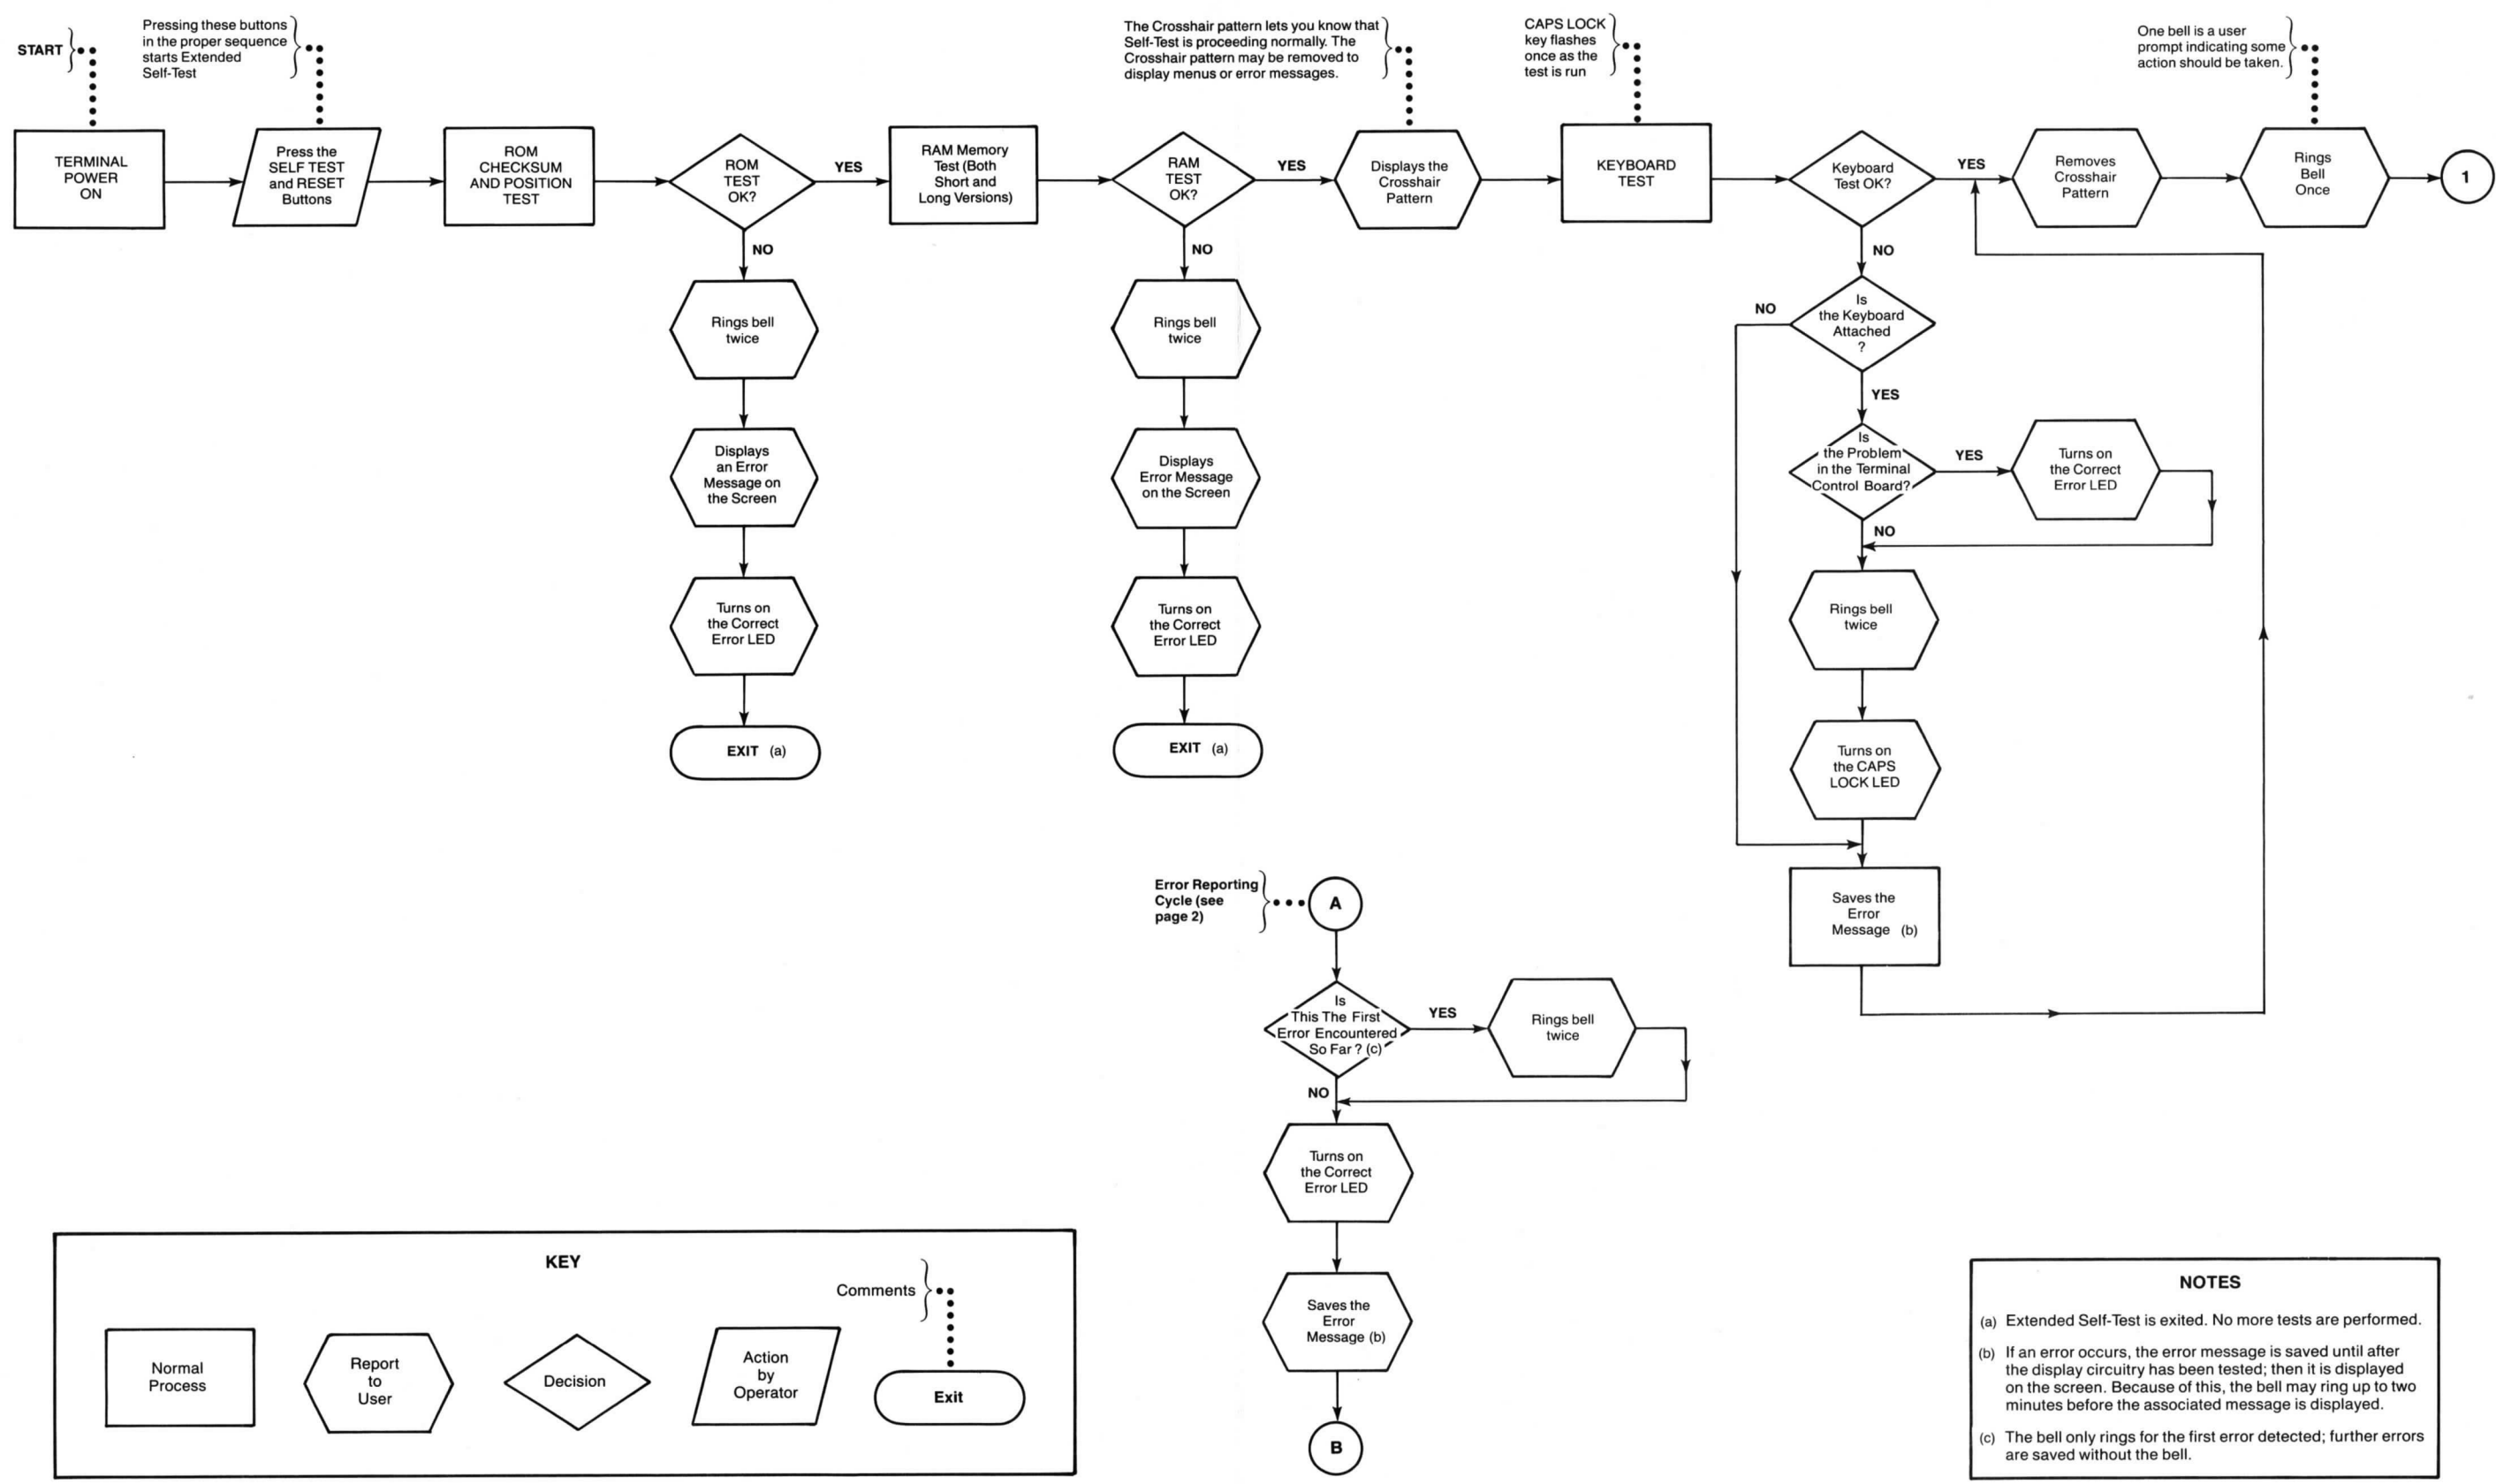 START
Pressing these buttons
in the proper sequence
starts Extended
Self-Test
The Crosshair pattern lets you know that
Self-Test is proceeding normally. The
Crosshair pattern may be removed to
display menus or error messages.
CAPS LOCK
key flashes
once as the
test is run
One bell is a user
prompt indicating some
action should be taken.
TERMINAL
POWER
ON
Press the
SELF TEST
and RESET
Buttons
ROM
CHECKSUM
AND POSITION
TEST
ROM
TEST
OK?
YES
RAM Memory
Test (Both
Short and
Long Versions)
RAM
TEST
OK?
YES
Displays the
Crosshair
Pattern
KEYBOARD
TEST
Keyboard
Test OK?
YES
Removes
Crosshair
Pattern
Rings
Bell
Once
1
NO
Rings bell
twice
Displays
an Error
Message on
the Screen
Turns on
the Correct
Error LED
EXIT (a)
NO
Rings bell
twice
Displays
Error Message
on the Screen
Turns on
the Correct
Error LED
EXIT (a)
NO
Is
the Keyboard
Attached
?
NO
YES
Is
the Problem
in the Terminal
Control Board?
YES
Turns on
the Correct
Error LED
NO
Rings bell
twice
Turns on
the CAPS
LOCK LED
Saves the
Error
Message (b)
Error Reporting
Cycle (see
page 2)
A
Is
This The First
Error Encountered
So Far ? (c)
YES
Rings bell
twice
NO
Turns on
the Correct
Error LED
Saves the
Error
Message (b)
B
KEY
Normal
Process
Report
to
User
Decision
Action
by
Operator
Comments
Exit
NOTES
(a) Extended Self-Test is exited. No more tests are performed.
(b) If an error occurs, the error message is saved until after
the display circuitry has been tested; then it is displayed
on the screen. Because of this, the bell may ring up to two
minutes before the associated message is displayed.
(c) The bell only rings for the first error detected; further errors
are saved without the bell.